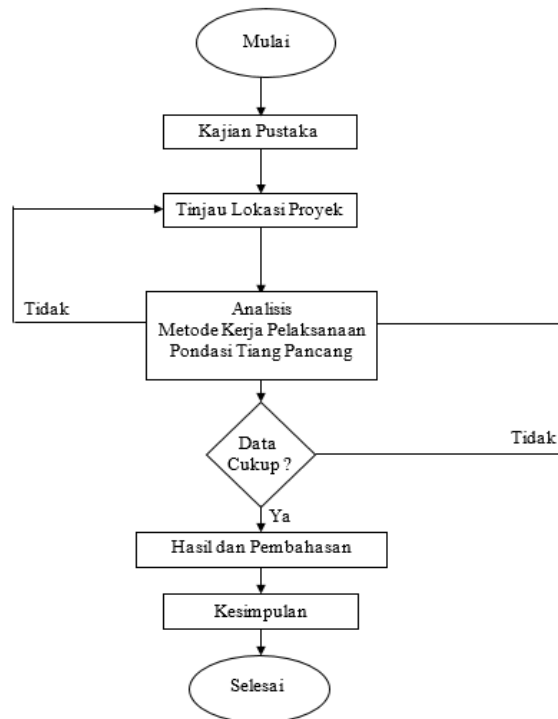 Mulai
Kajian Pustaka
Tinjau Lokasi Proyek
Tidak
Analisis
Metode Kerja Pelaksanaan
Pondasi Tiang Pancang
Data
Cukup ?
Tidak
Ya
Hasil dan Pembahasan
Kesimpulan
Selesai